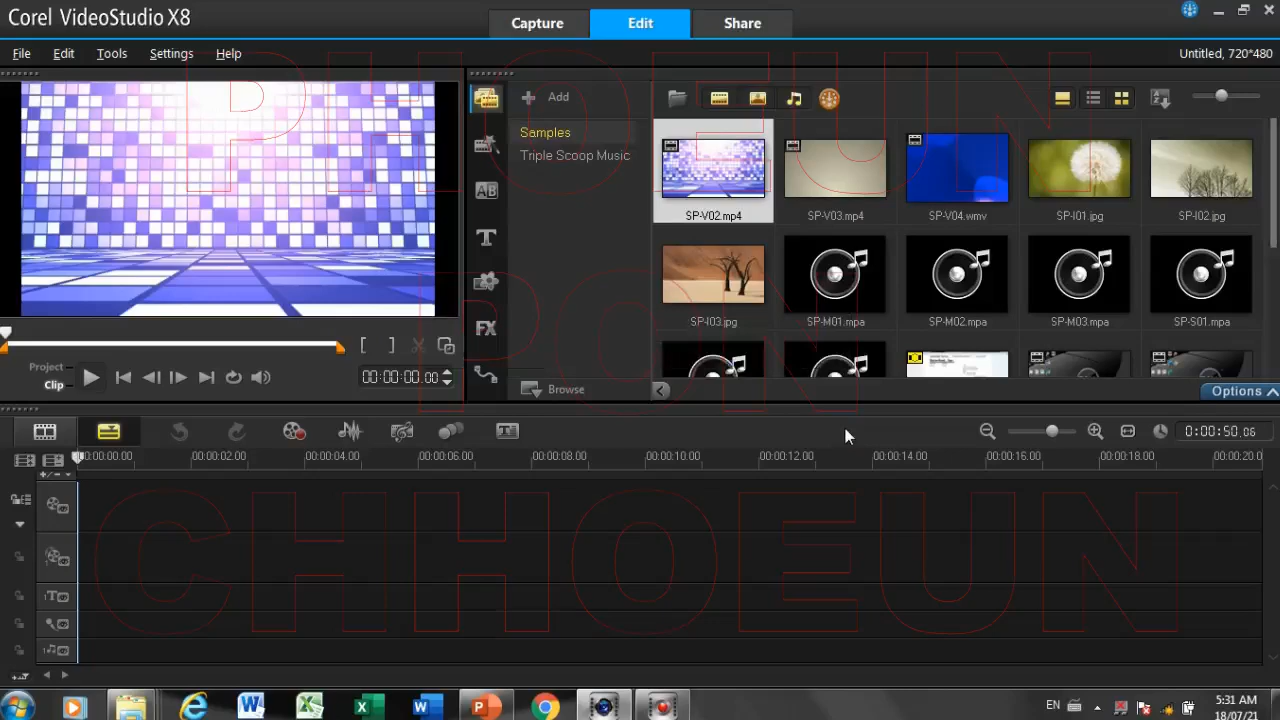 Corel VideoStudio X8
Capture
Edit
Share
File
Edit
Tools
Settings
Help
Untitled, 720*480
Add
Samples
Triple Scoop Music
SP-V02.mp4
SP-V03.mp4
SP-V04.wmv
SP-I01.jpg
SP-I02.jpg
SP-I03.jpg
SP-M01.mpa
SP-M02.mpa
SP-M03.mpa
SP-S01.mpa
AB
T
FX
Project
Clip
00:00:00.00
Browse
Options
0:00:50.06
00:00:00.00
00:00:02.00
00:00:04.00
00:00:06.00
00:00:08.00
00:00:10.00
00:00:12.00
00:00:14.00
00:00:16.00
00:00:18.00
00:00:20.0
CHHOEUN
EN
5:31 AM
18/07/21